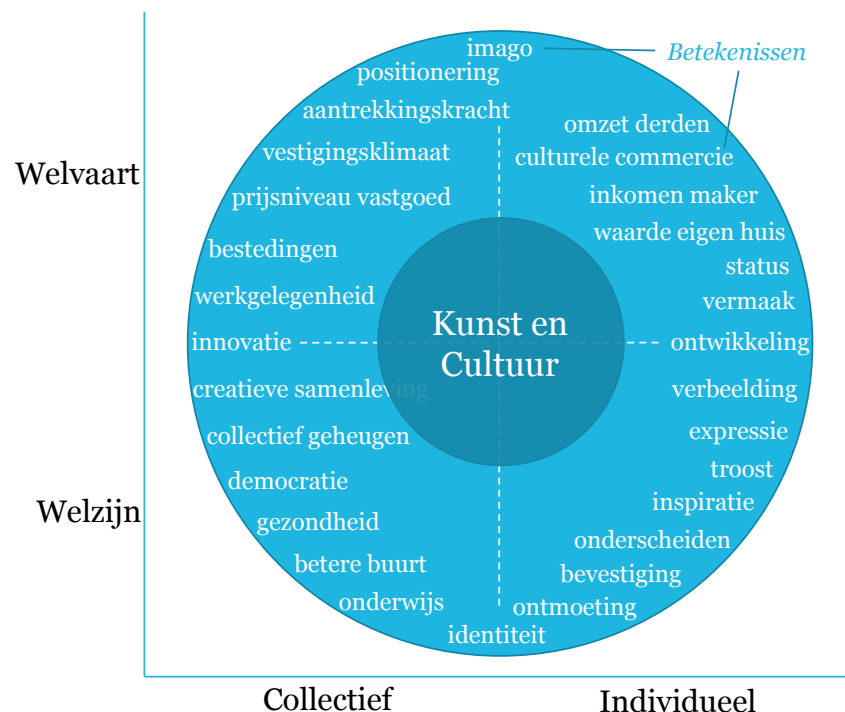 imago
Betekenissen
positionering
aantrekkingskracht
omzet derden
vestigingsklimaat
culturele commercie
Welvaart
prijsniveau vastgoed
inkomen maker
waarde eigen huis
bestedingen
status
werkgelegenheid
vermaak
Kunst en
Cultuur
innovatie
ontwikkeling
creatieve samenleving
verbeelding
collectief geheugen
expressie
democratie
troost
Welzijn
inspiratie
gezondheid
onderscheiden
betere buurt
bevestiging
onderwijs
ontmoeting
identiteit
Collectief
Individueel